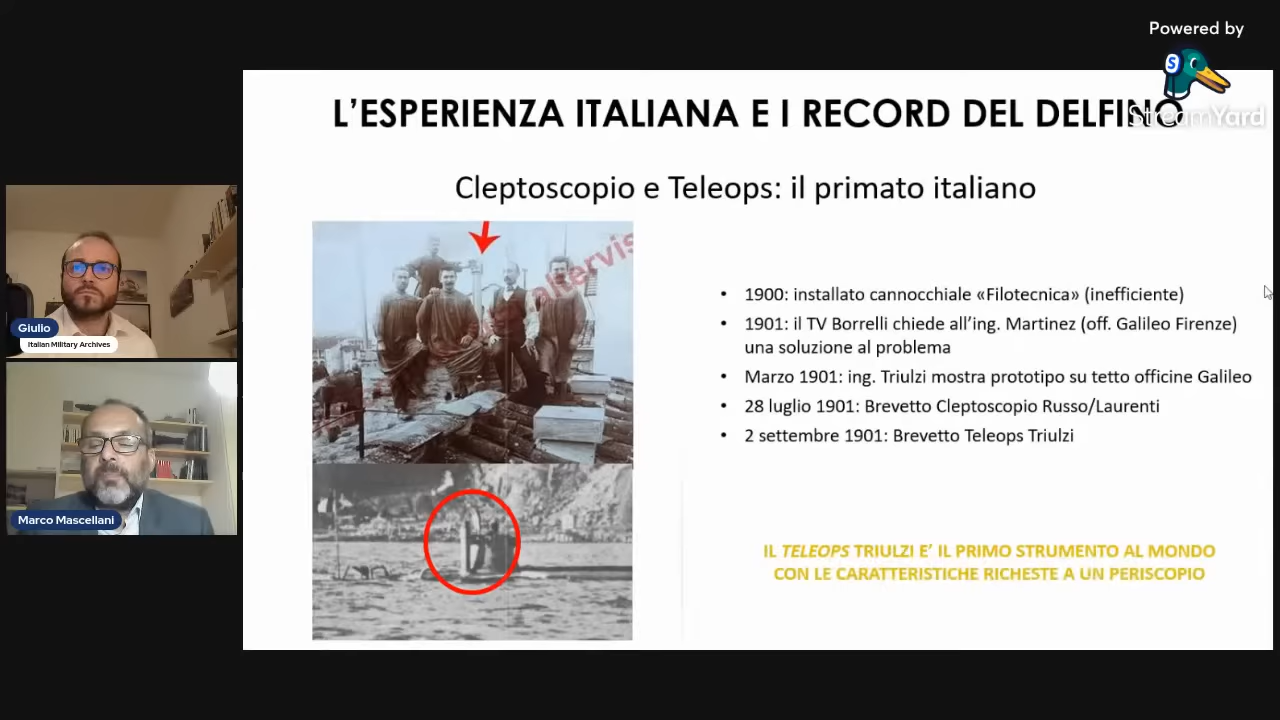 Powered by
StreamYard
L'ESPERIENZA ITALIANA E I RECORD DEL DELFINO
Cleptoscopio e Teleops: il primato italiano
• 1900: installato cannocchiale «Filotecnica» (inefficiente)
• 1901: il TV Borrelli chiede all'ing. Martinez (off. Galileo Firenze)
una soluzione al problema
• Marzo 1901: ing. Triulzi mostra prototipo su tetto officine Galileo
• 28 luglio 1901: Brevetto Cleptoscopio Russo/Laurenti
• 2 settembre 1901: Brevetto Teleops Triulzi
IL TELEOPS TRIULZI E' IL PRIMO STRUMENTO AL MONDO
CON LE CARATTERISTICHE RICHESTE A UN PERISCOPIO
Giulio
Italian Military Archives
Marco Mascellani